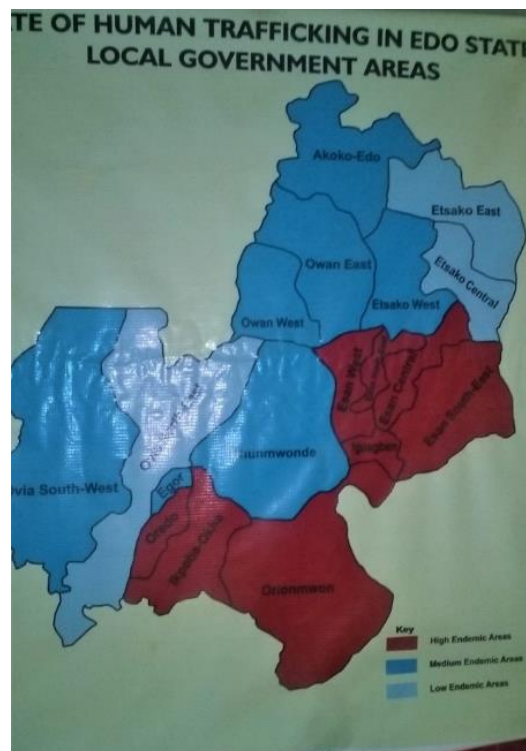 TE OF HUMAN TRAFFICKING IN EDO STATE
LOCAL GOVERNMENT AREAS
Akoko-Edo
Etsako East
Owan East
Etsako Central
Etsako West
Owan West
Esan West
Esan Central
Esan South-East
Igueben
unmwonde
via South-West
Egor
Oredo
Ikpoba-Okha
Orionmwon
Key
High Endemic Areas
Medium Endemic Areas
Low Endemic Areas